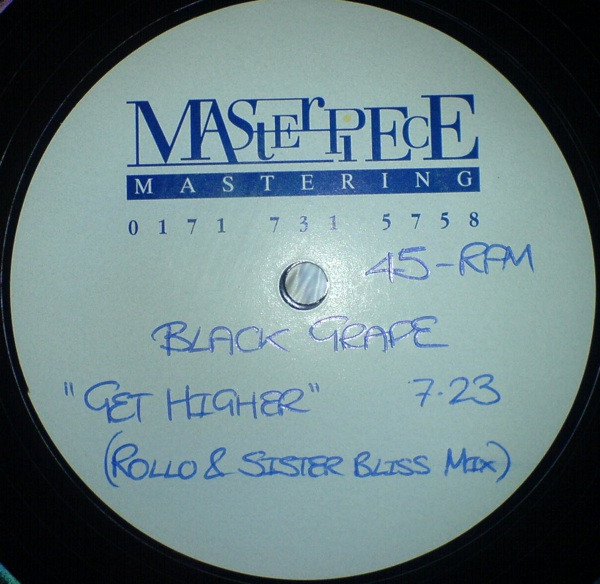 MASTERPIECE
MASTERING
0171 731 5758
45-RPM
BLACK GRAPE
"GET HIGHER" 7.23
(ROLLO & SISTER BLISS MIX)